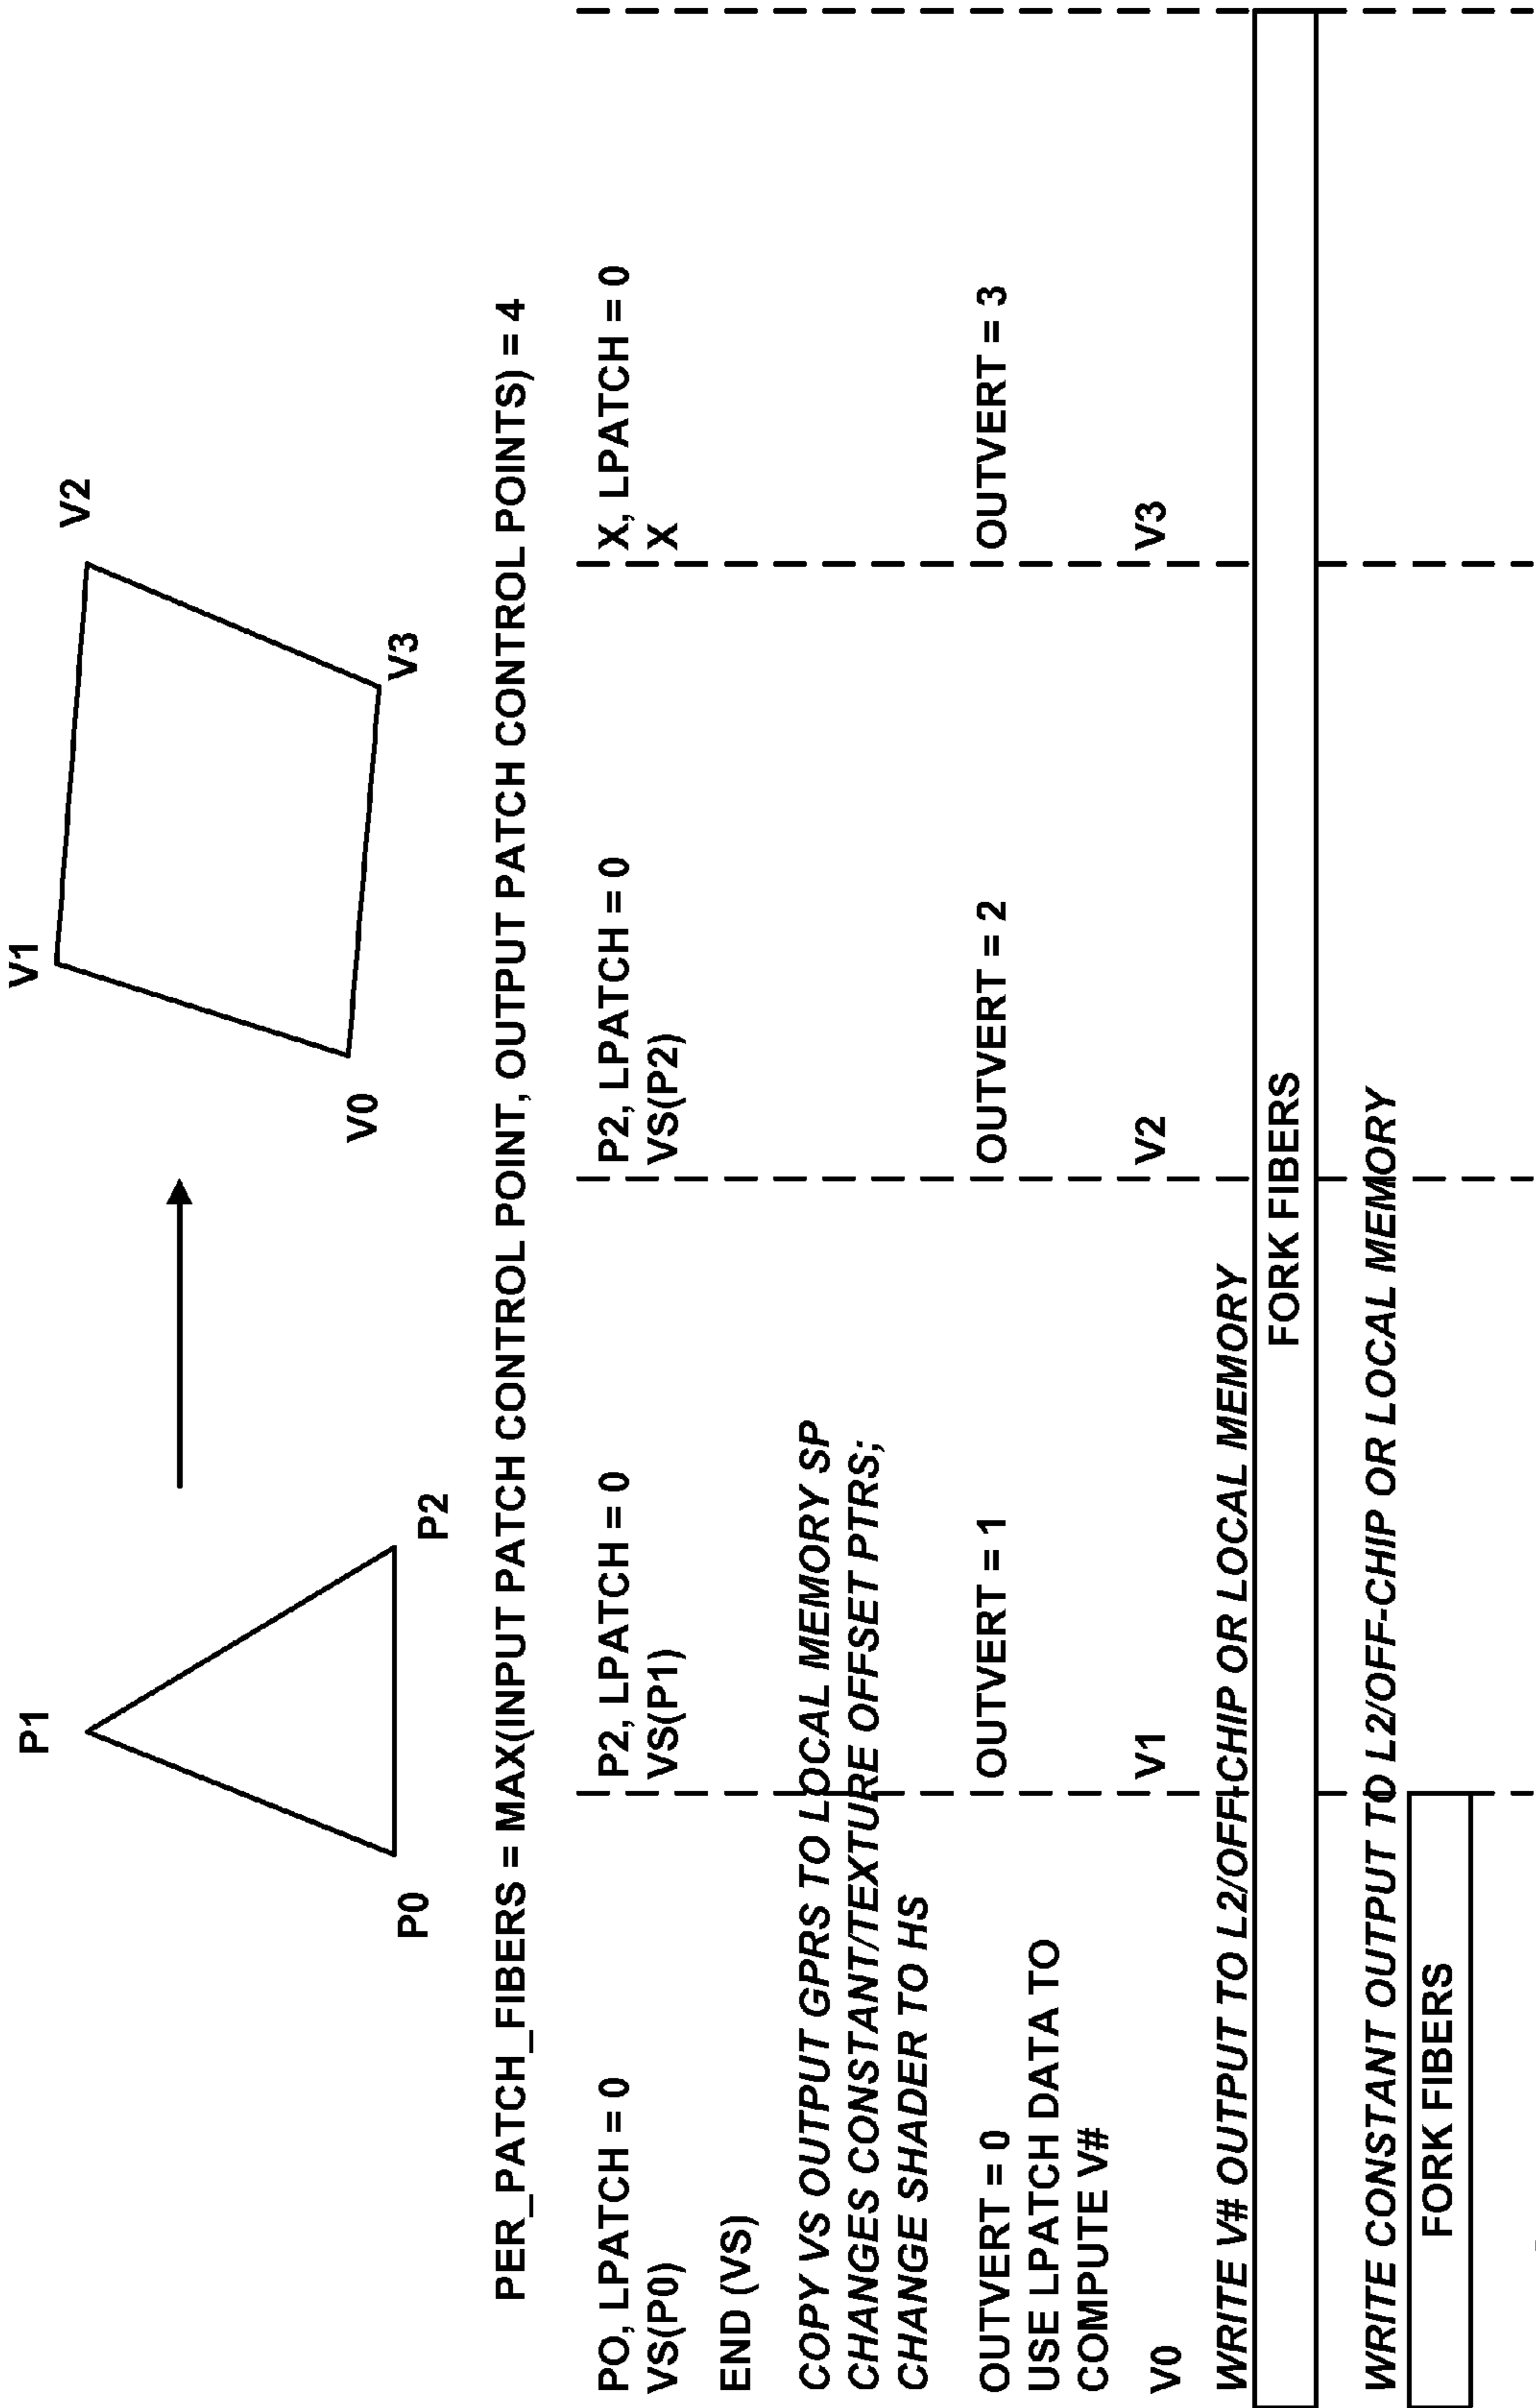 P1
P0
P2
V1
V2
V0
V3
PER_PATCH_FIBERS = MAX(INPUT PATCH CONTROL POINT, OUTPUT PATCH CONTROL POINTS) = 4
PO, LPATCH = 0
VS(P0)
P2, LPATCH = 0
VS(P1)
P2, LPATCH = 0
VS(P2)
X, LPATCH = 0
X
END (VS)
COPY VS OUTPUT GPRS TO LOCAL MEMORY SP
CHANGES CONSTANT/TEXTURE OFFSET PTRS;
CHANGE SHADER TO HS
OUTVERT = 0
USE LPATCH DATA TO
COMPUTE V#
OUTVERT = 1
OUTVERT = 2
OUTVERT = 3
V0
V1
V2
V3
WRITE V# OUTPUT TO L2/OFF-CHIP OR LOCAL MEMORY
FORK FIBERS
WRITE CONSTANT OUTPUT TO L2/OFF-CHIP OR LOCAL MEMORY
FORK FIBERS